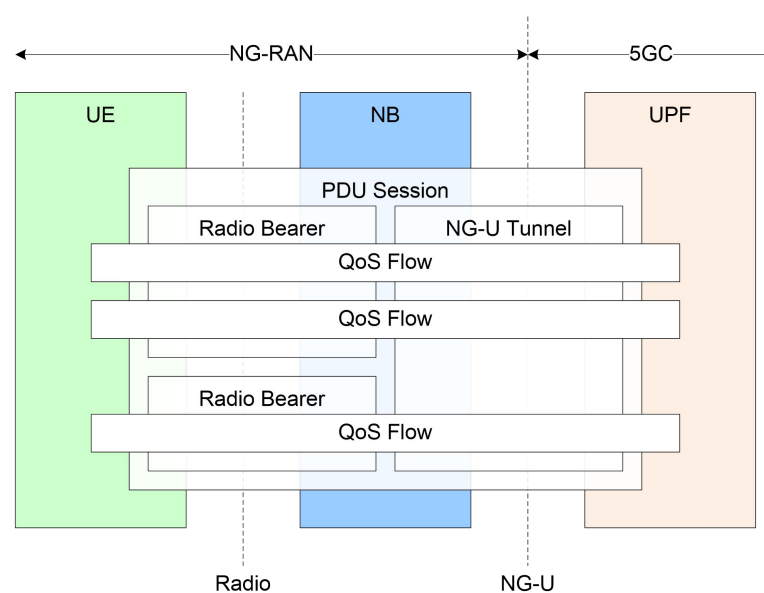 NG-RAN
5GC
UE
NB
UPF
PDU Session
Radio Bearer
NG-U Tunnel
QoS Flow
QoS Flow
Radio Bearer
QoS Flow
Radio
NG-U